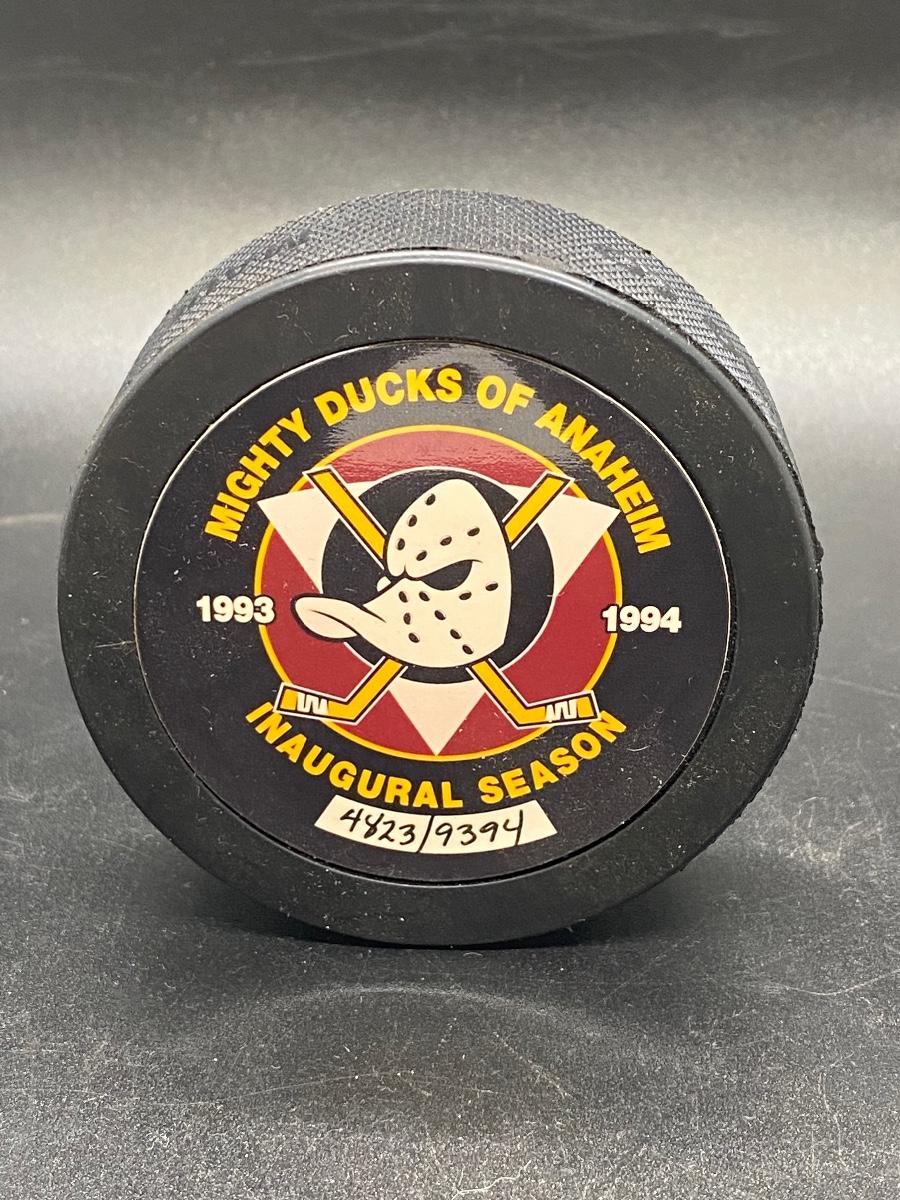 MIGHTY DUCKS OF ANAHEIM
1993
1994
INAUGURAL SEASON
4823/9394